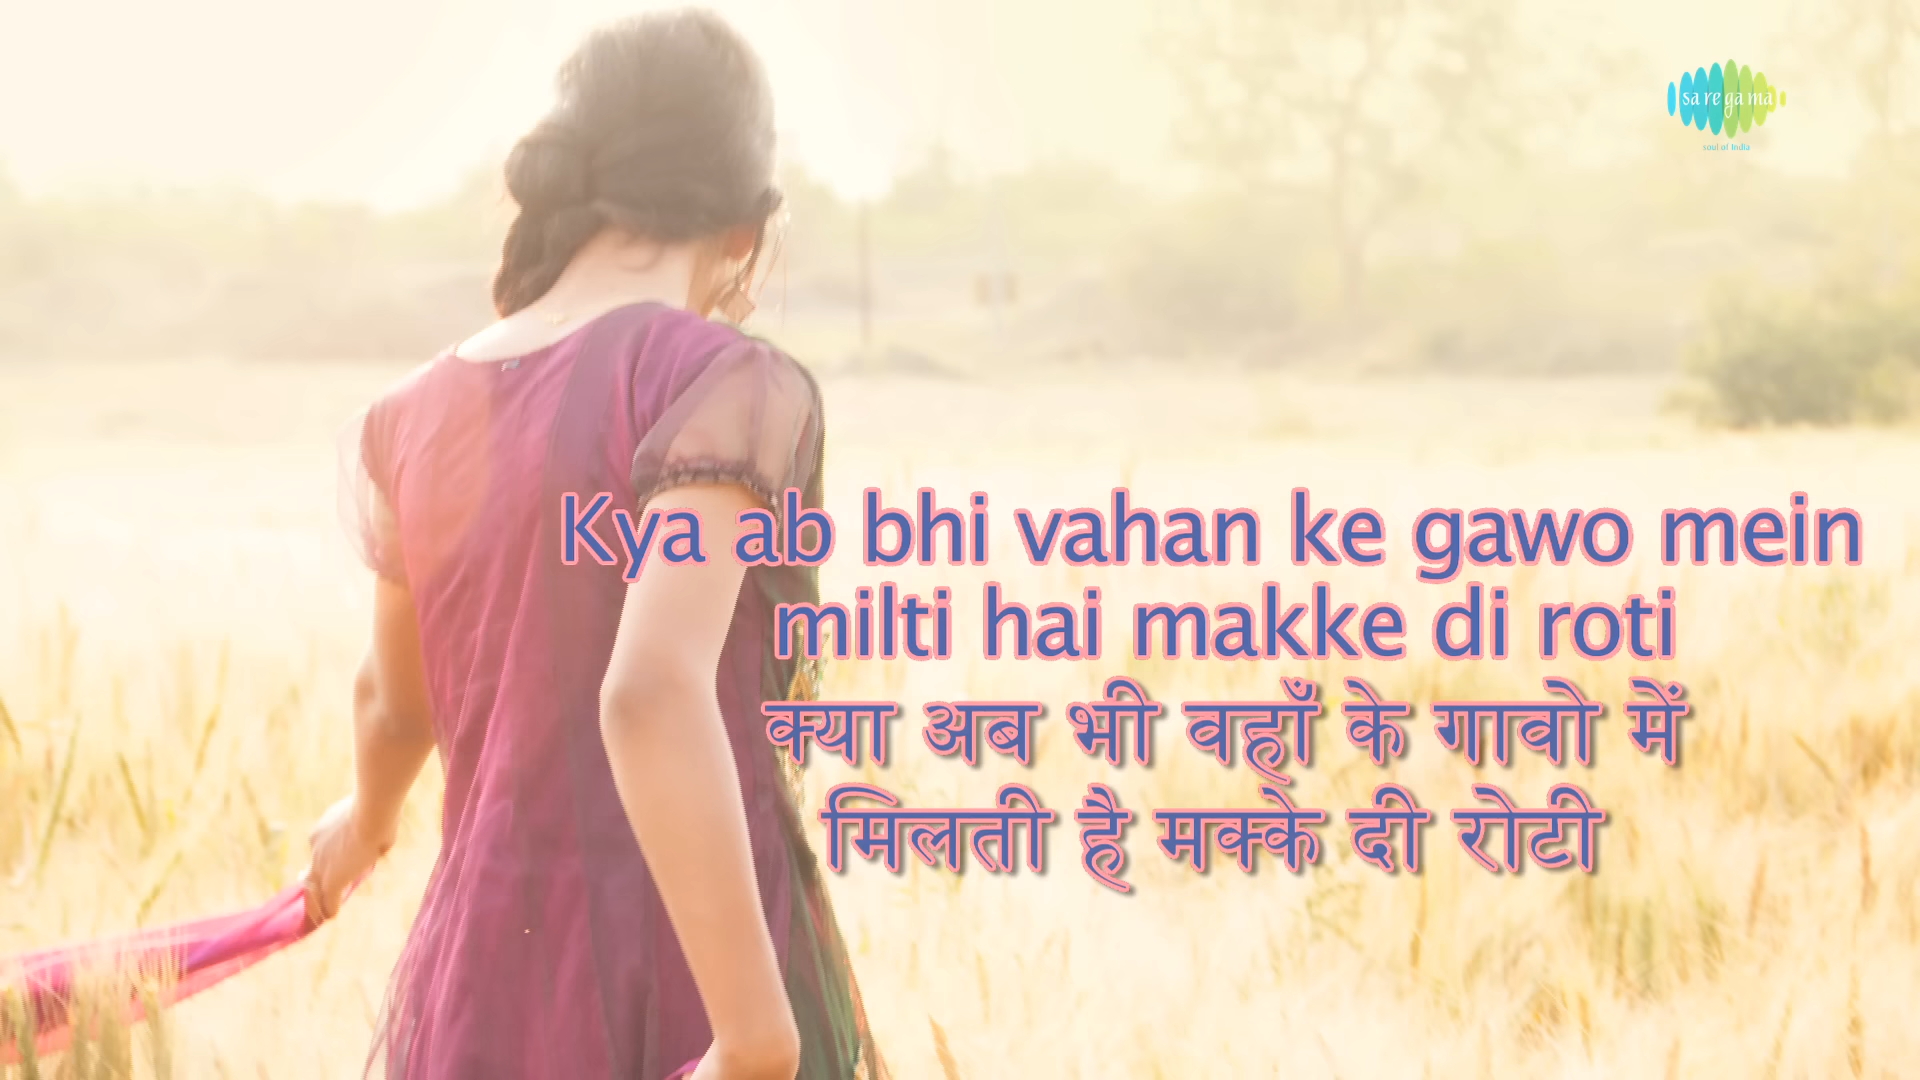 sa re ga ma
soul of India
Kya ab bhi vahan ke gawo mein
milti hai makke di roti
क्या अब भी वहाँ के गावो में
मिलती है मक्के दी रोटी